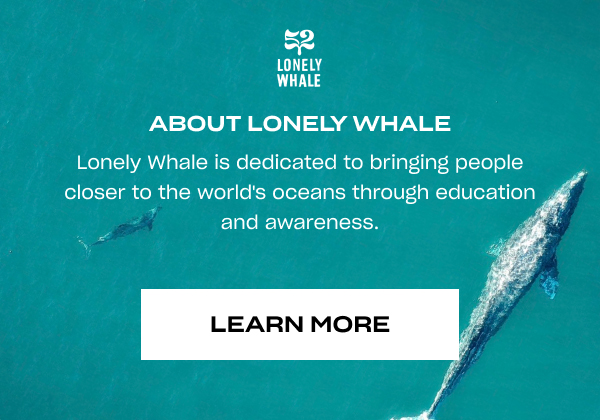 52
LONELY
WHALE
ABOUT LONELY WHALE
Lonely Whale is dedicated to bringing people
closer to the world's oceans through education
and awareness.
LEARN MORE